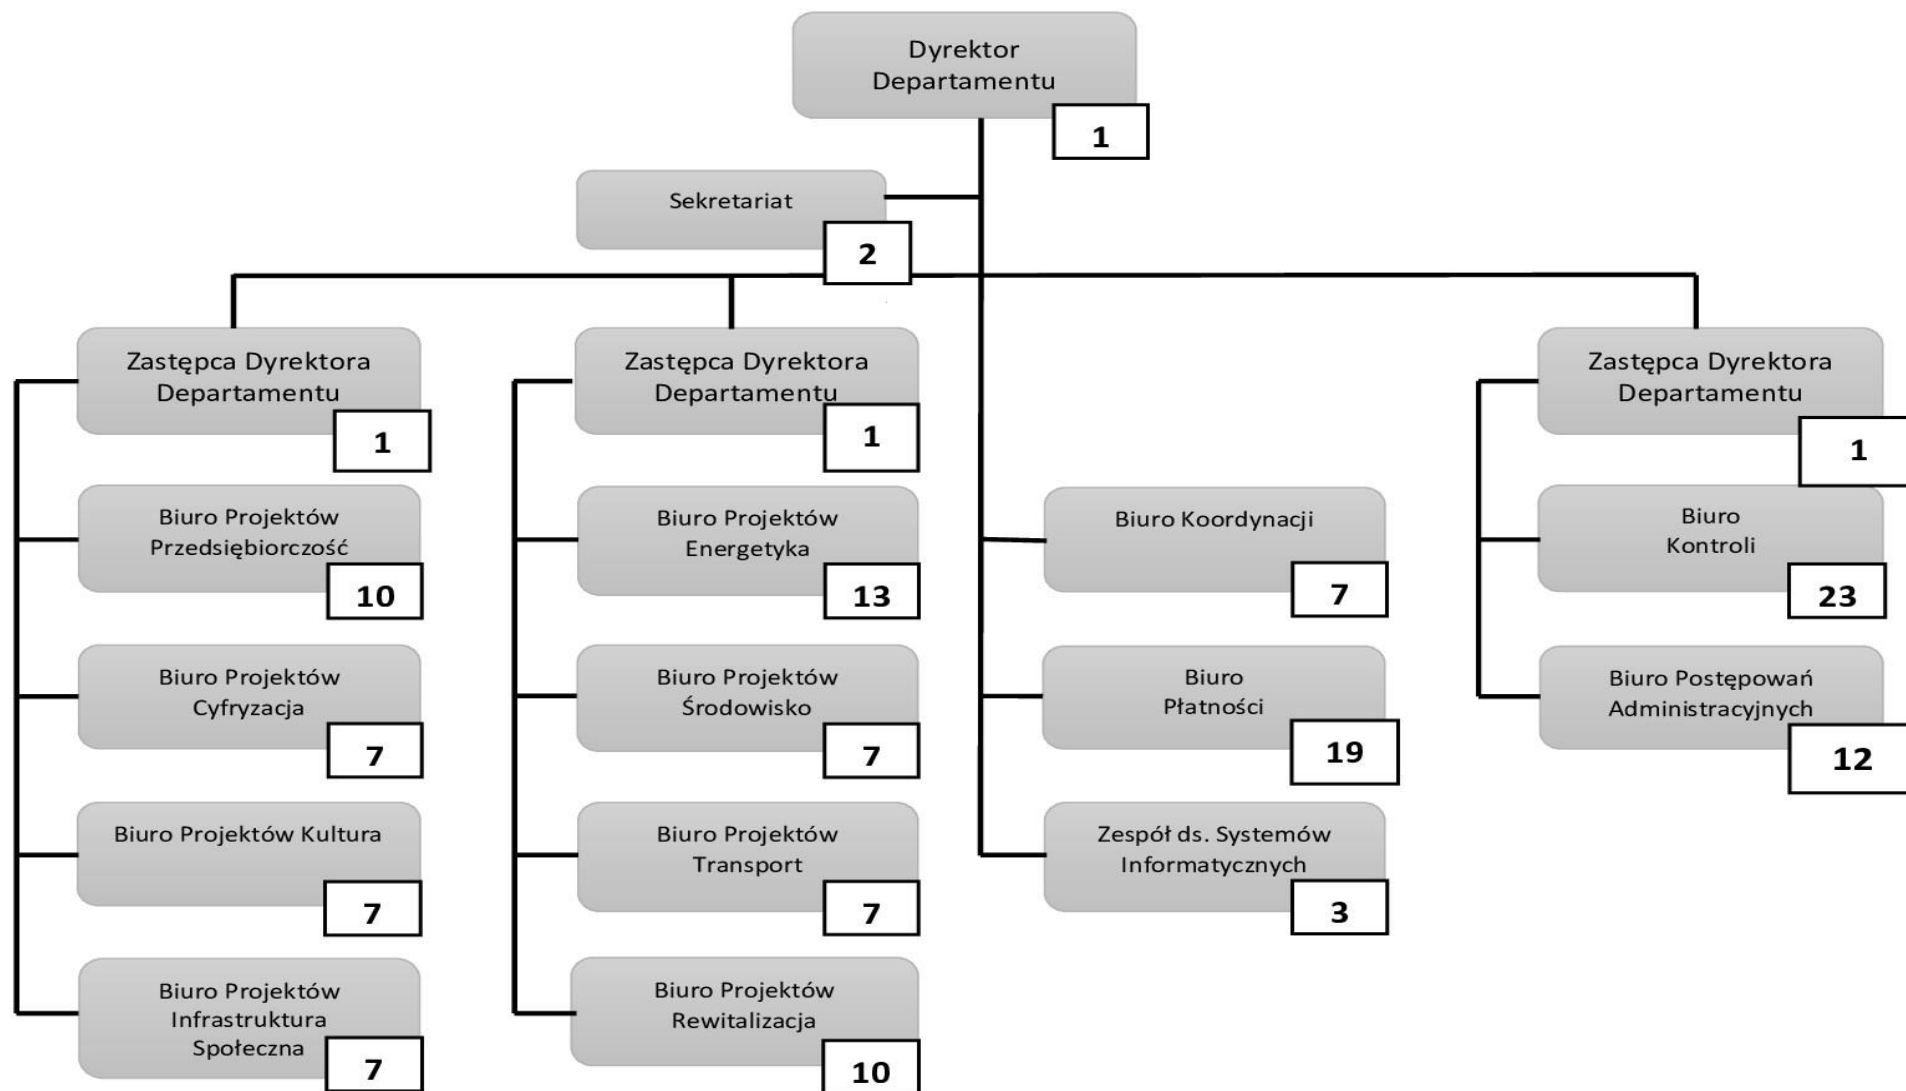 Dyrektor
Departamentu
1
Sekretariat
2
Zastępca Dyrektora
Departamentu
1
Biuro Projektów
Przedsiębiorczość
10
Biuro Projektów
Cyfryzacja
7
Biuro Projektów Kultura
7
Biuro Projektów
Infrastruktura
Społeczna
7
Zastępca Dyrektora
Departamentu
1
Biuro Projektów
Energetyka
13
Biuro Projektów
Środowisko
7
Biuro Projektów
Transport
7
Biuro Projektów
Rewitalizacja
10
Biuro Koordynacji
7
Biuro
Płatności
19
Zespół ds. Systemów
Informatycznych
3
Zastępca Dyrektora
Departamentu
1
Biuro
Kontroli
23
Biuro Postępowań
Administracyjnych
12